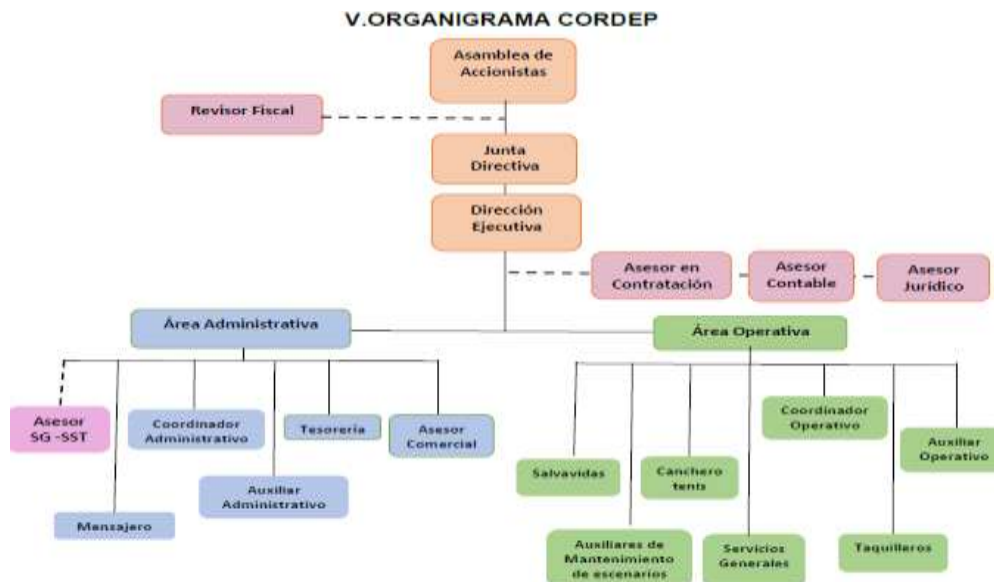 V.ORGANIGRAMA CORDEP
Asamblea de
Accionistas
Revisor Fiscal
Junta
Directiva
Dirección
Ejecutiva
Asesor en
Contratación
Asesor
Contable
Asesor
Jurídico
Área Administrativa
Área Operativa
Asesor
SG -SST
Coordinador
Administrativo
Tesorería
Asesor
Comercial
Mensajero
Auxiliar
Administrativo
Coordinador
Operativo
Auxiliar
Operativo
Salvavidas
Canchero
tenis
Auxiliares de
Mantenimiento
de escenarios
Servicios
Generales
Taquilleros